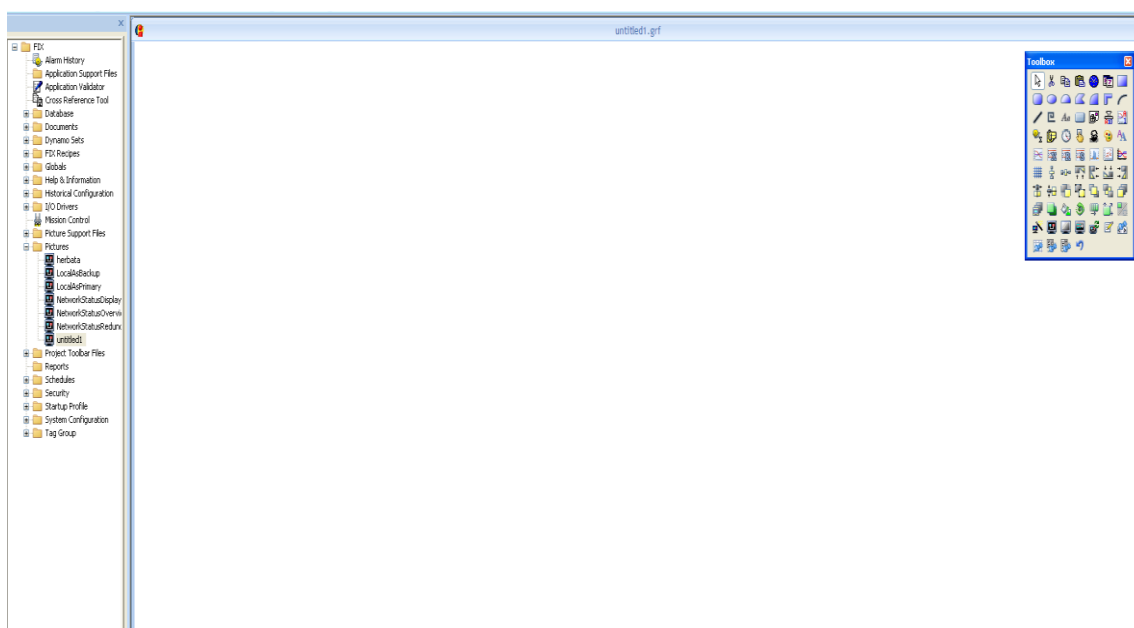 untitled1.grf
FIX
Alarm History
Application Support Files
Application Validator
Cross Reference Tool
Database
Documents
Dynamo Sets
FIX Recipes
Globals
Help & Information
Historical Configuration
I/O Drivers
Mission Control
Picture Support Files
Pictures
herbata
LocalAsBackup
LocalAsPrimary
NetworkStatusDisplay
NetworkStatusOvervi
NetworkStatusRedun
untitled1
Project Toolbar Files
Reports
Schedules
Security
Startup Profile
System Configuration
Tag Group
Toolbox